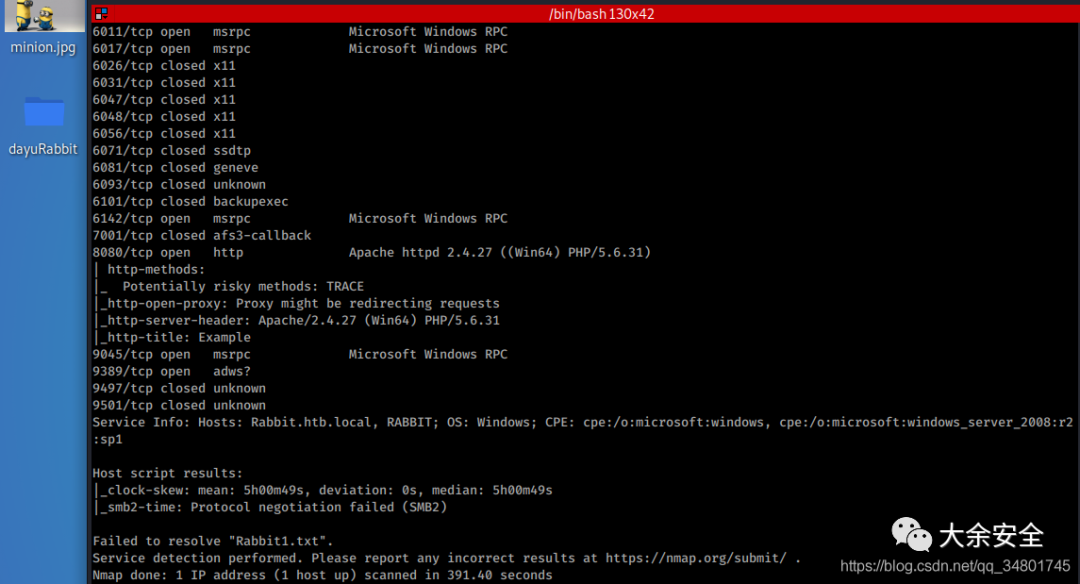 /bin/bash 130x42
minion.jpg
dayuRabbit
6011/tcp open   msrpc             Microsoft Windows RPC
6017/tcp open   msrpc             Microsoft Windows RPC
6026/tcp closed x11
6031/tcp closed x11
6047/tcp closed x11
6048/tcp closed x11
6056/tcp closed x11
6071/tcp closed ssdtp
6081/tcp closed geneve
6093/tcp closed unknown
6101/tcp closed backupexec
6142/tcp open   msrpc             Microsoft Windows RPC
7001/tcp closed afs3-callback
8080/tcp open   http              Apache httpd 2.4.27 ((Win64) PHP/5.6.31)
| http-methods:
|_  Potentially risky methods: TRACE
|_http-open-proxy: Proxy might be redirecting requests
|_http-server-header: Apache/2.4.27 (Win64) PHP/5.6.31
|_http-title: Example
9045/tcp open   msrpc             Microsoft Windows RPC
9389/tcp open   adws?
9497/tcp closed unknown
9501/tcp closed unknown
Service Info: Hosts: Rabbit.htb.local, RABBIT; OS: Windows; CPE: cpe:/o:microsoft:windows, cpe:/o:microsoft:windows_server_2008:r2
:sp1
Host script results:
|_clock-skew: mean: 5h00m49s, deviation: 0s, median: 5h00m49s
|_smb2-time: Protocol negotiation failed (SMB2)
Failed to resolve "Rabbit1.txt".
Service detection performed. Please report any incorrect results at https://nmap.org/submit/ .
Nmap done: 1 IP address (1 host up) scanned in 391.40 seconds
大余安全
https://blog.csdn.net/qq_34801745